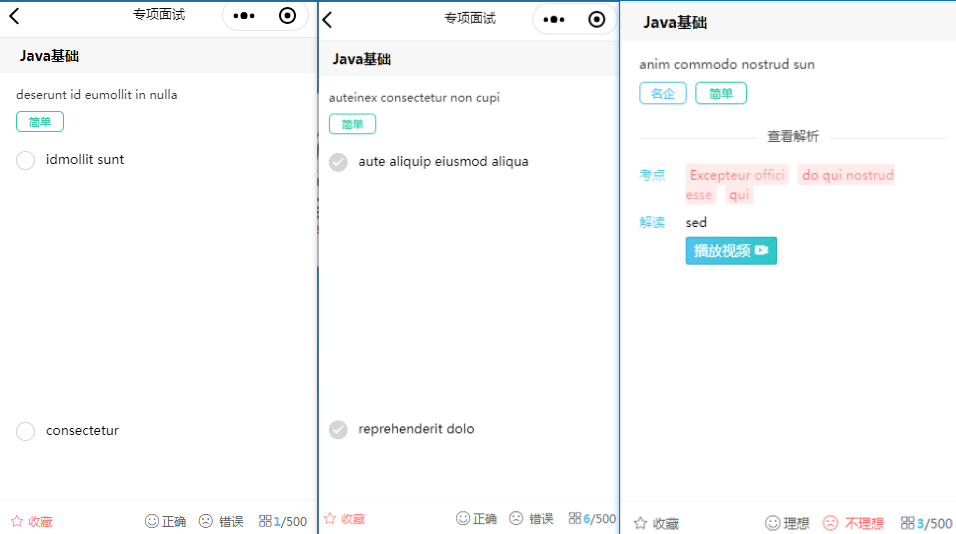 专项面试
Java基础
deserunt id eumollit in nulla
简单
idmollit sunt
consectetur
收藏 正确 错误 1/500
专项面试
Java基础
auteinex consectetur non cupi
简单
aute aliquip eiusmod aliqua
reprehenderit dolo
收藏 正确 错误 6/500
Java基础
anim commodo nostrud sun
名企 简单
查看解析
考点 Excepteur offici do qui nostrud
esse qui
解读 sed
播放视频
收藏 理想 不理想 3/500